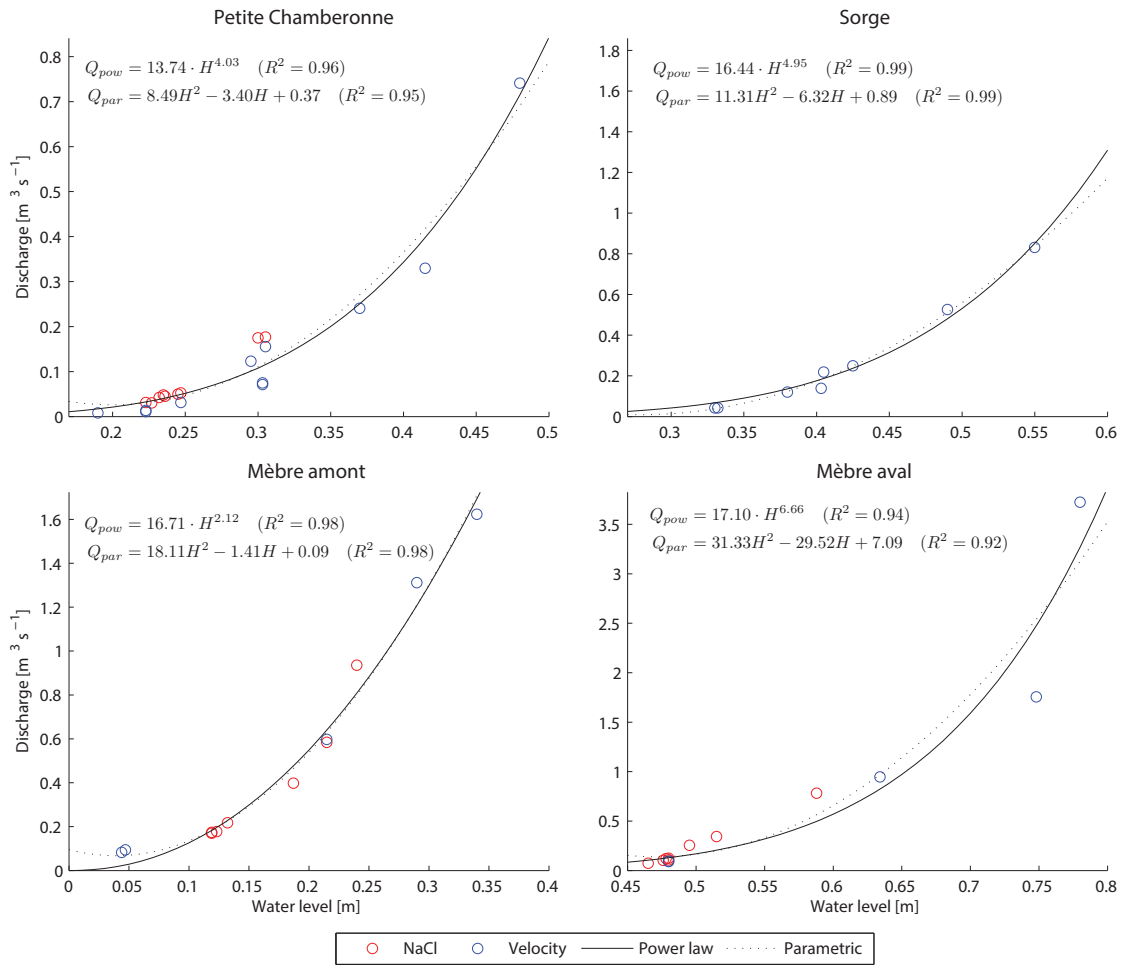 Petite Chamberonne
Q_pow = 13.74 · H^4.03 (R^2 = 0.96)
Q_par = 8.49H^2 − 3.40H + 0.37 (R^2 = 0.95)
Discharge [m^3 s^−1]
0.8
0.7
0.6
0.5
0.4
0.3
0.2
0.1
0
0.2 0.25 0.3 0.35 0.4 0.45 0.5
Sorge
Q_pow = 16.44 · H^4.95 (R^2 = 0.99)
Q_par = 11.31H^2 − 6.32H + 0.89 (R^2 = 0.99)
1.8
1.6
1.4
1.2
1
0.8
0.6
0.4
0.2
0
0.3 0.35 0.4 0.45 0.5 0.55 0.6
Mèbre amont
Q_pow = 16.71 · H^2.12 (R^2 = 0.98)
Q_par = 18.11H^2 − 1.41H + 0.09 (R^2 = 0.98)
Discharge [m^3 s^−1]
1.6
1.4
1.2
1
0.8
0.6
0.4
0.2
0
0 0.05 0.1 0.15 0.2 0.25 0.3 0.35 0.4
Water level [m]
Mèbre aval
Q_pow = 17.10 · H^6.66 (R^2 = 0.94)
Q_par = 31.33H^2 − 29.52H + 7.09 (R^2 = 0.92)
3.5
3
2.5
2
1.5
1
0.5
0
0.45 0.5 0.55 0.6 0.65 0.7 0.75 0.8
Water level [m]
NaCl Velocity Power law Parametric